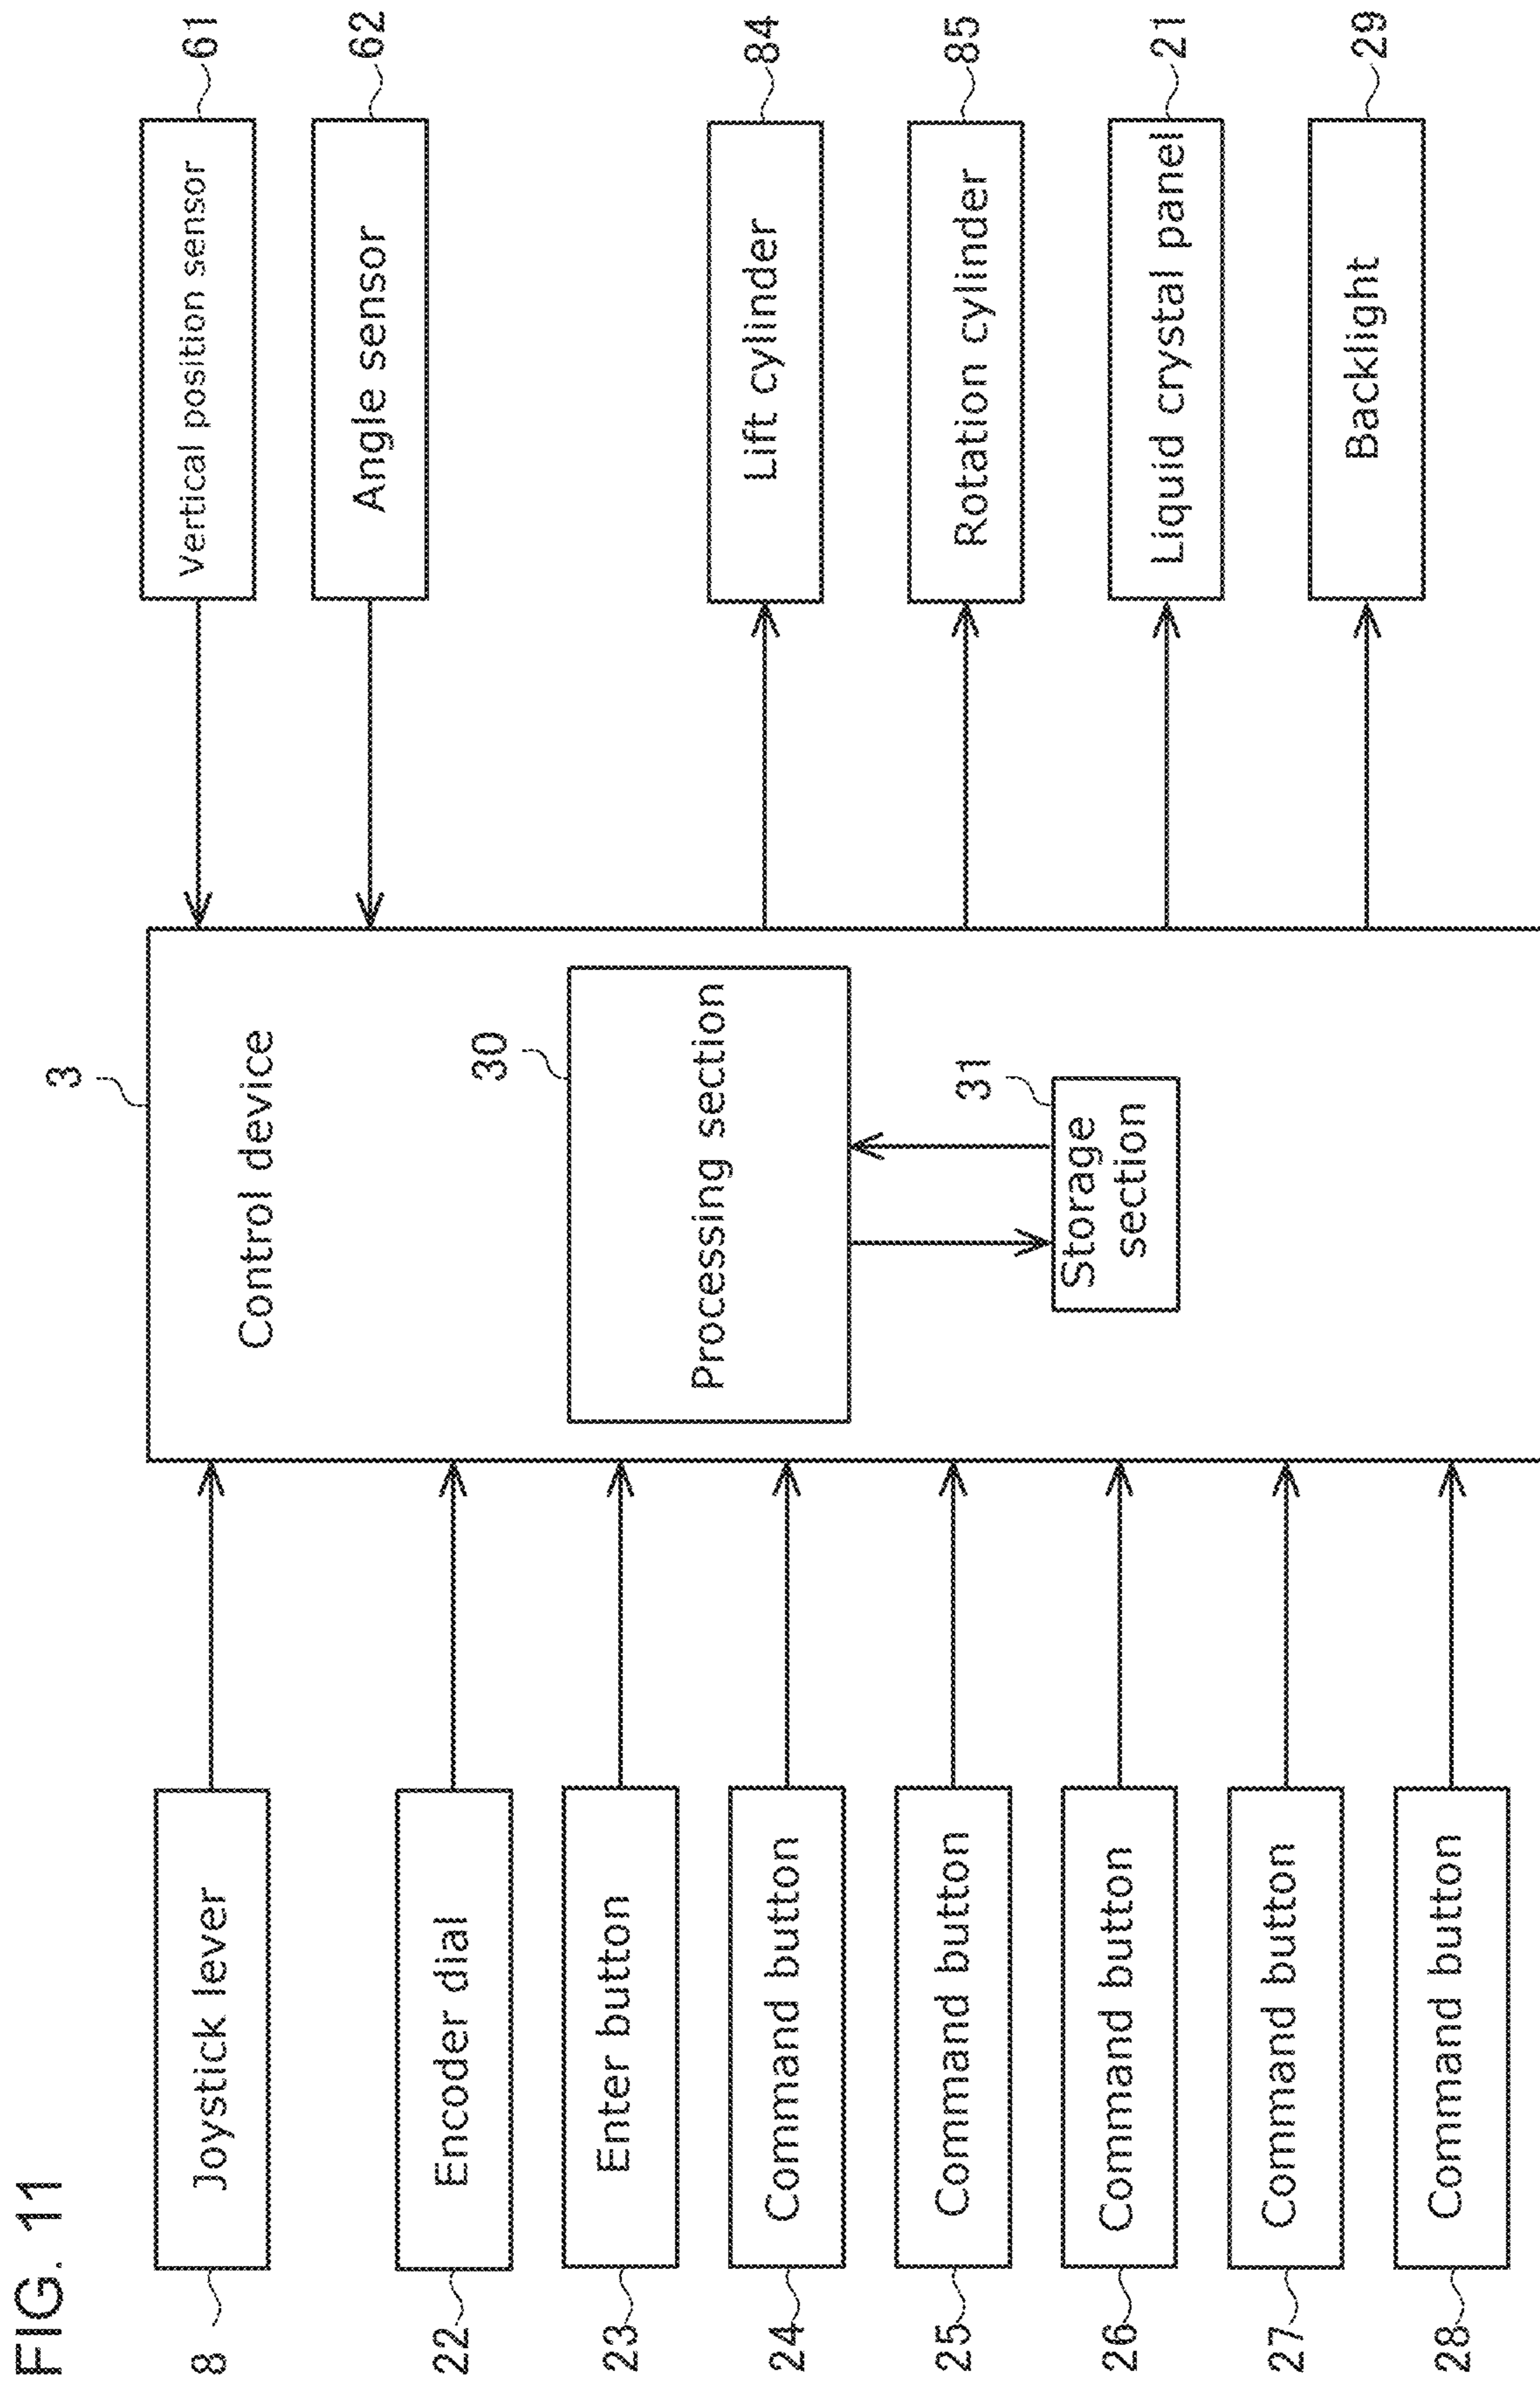 FIG. 11
8
Joystick lever
22
Encoder dial
23
Enter button
24
Command button
25
Command button
26
Command button
27
Command button
28
Command button
3
Control device
30
Processing section
31
Storage
section
Vertical position sensor
61
Angle sensor
62
Lift cylinder
84
Rotation cylinder
85
Liquid crystal panel
21
Backlight
29